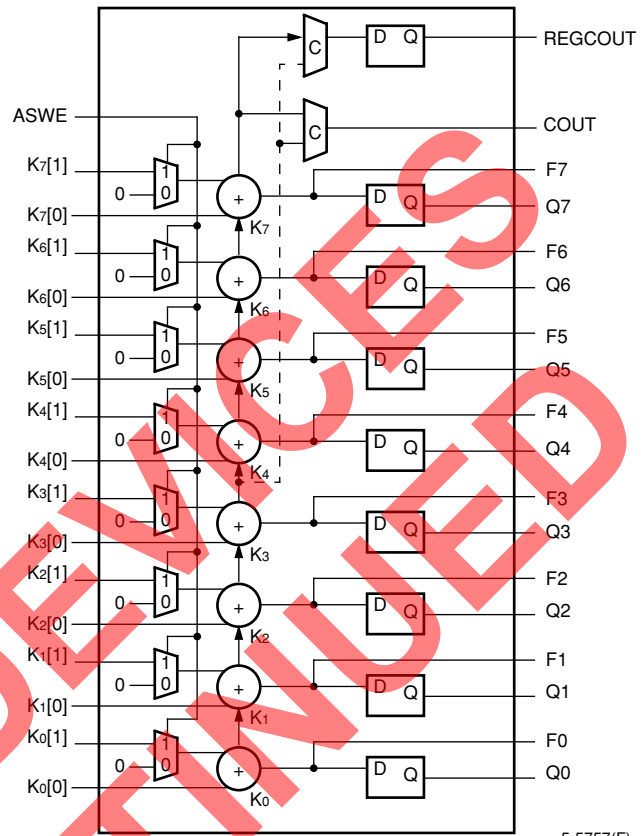 C
D Q
REGCOUT
ASWE
C
COUT
K7[1]
1
0
0
+
K7
K7[0]
F7
D Q
Q7
K6[1]
1
0
0
+
K6
K6[0]
F6
D Q
Q6
K5[1]
1
0
0
+
K5
K5[0]
F5
D Q
Q5
K4[1]
1
0
0
+
K4
K4[0]
F4
D Q
Q4
K3[1]
1
0
0
+
K3
K3[0]
F3
D Q
Q3
K2[1]
1
0
0
+
K2
K2[0]
F2
D Q
Q2
K1[1]
1
0
0
+
K1
K1[0]
F1
D Q
Q1
K0[1]
1
0
0
+
K0
K0[0]
F0
D Q
Q0
DEVICES
TINUED